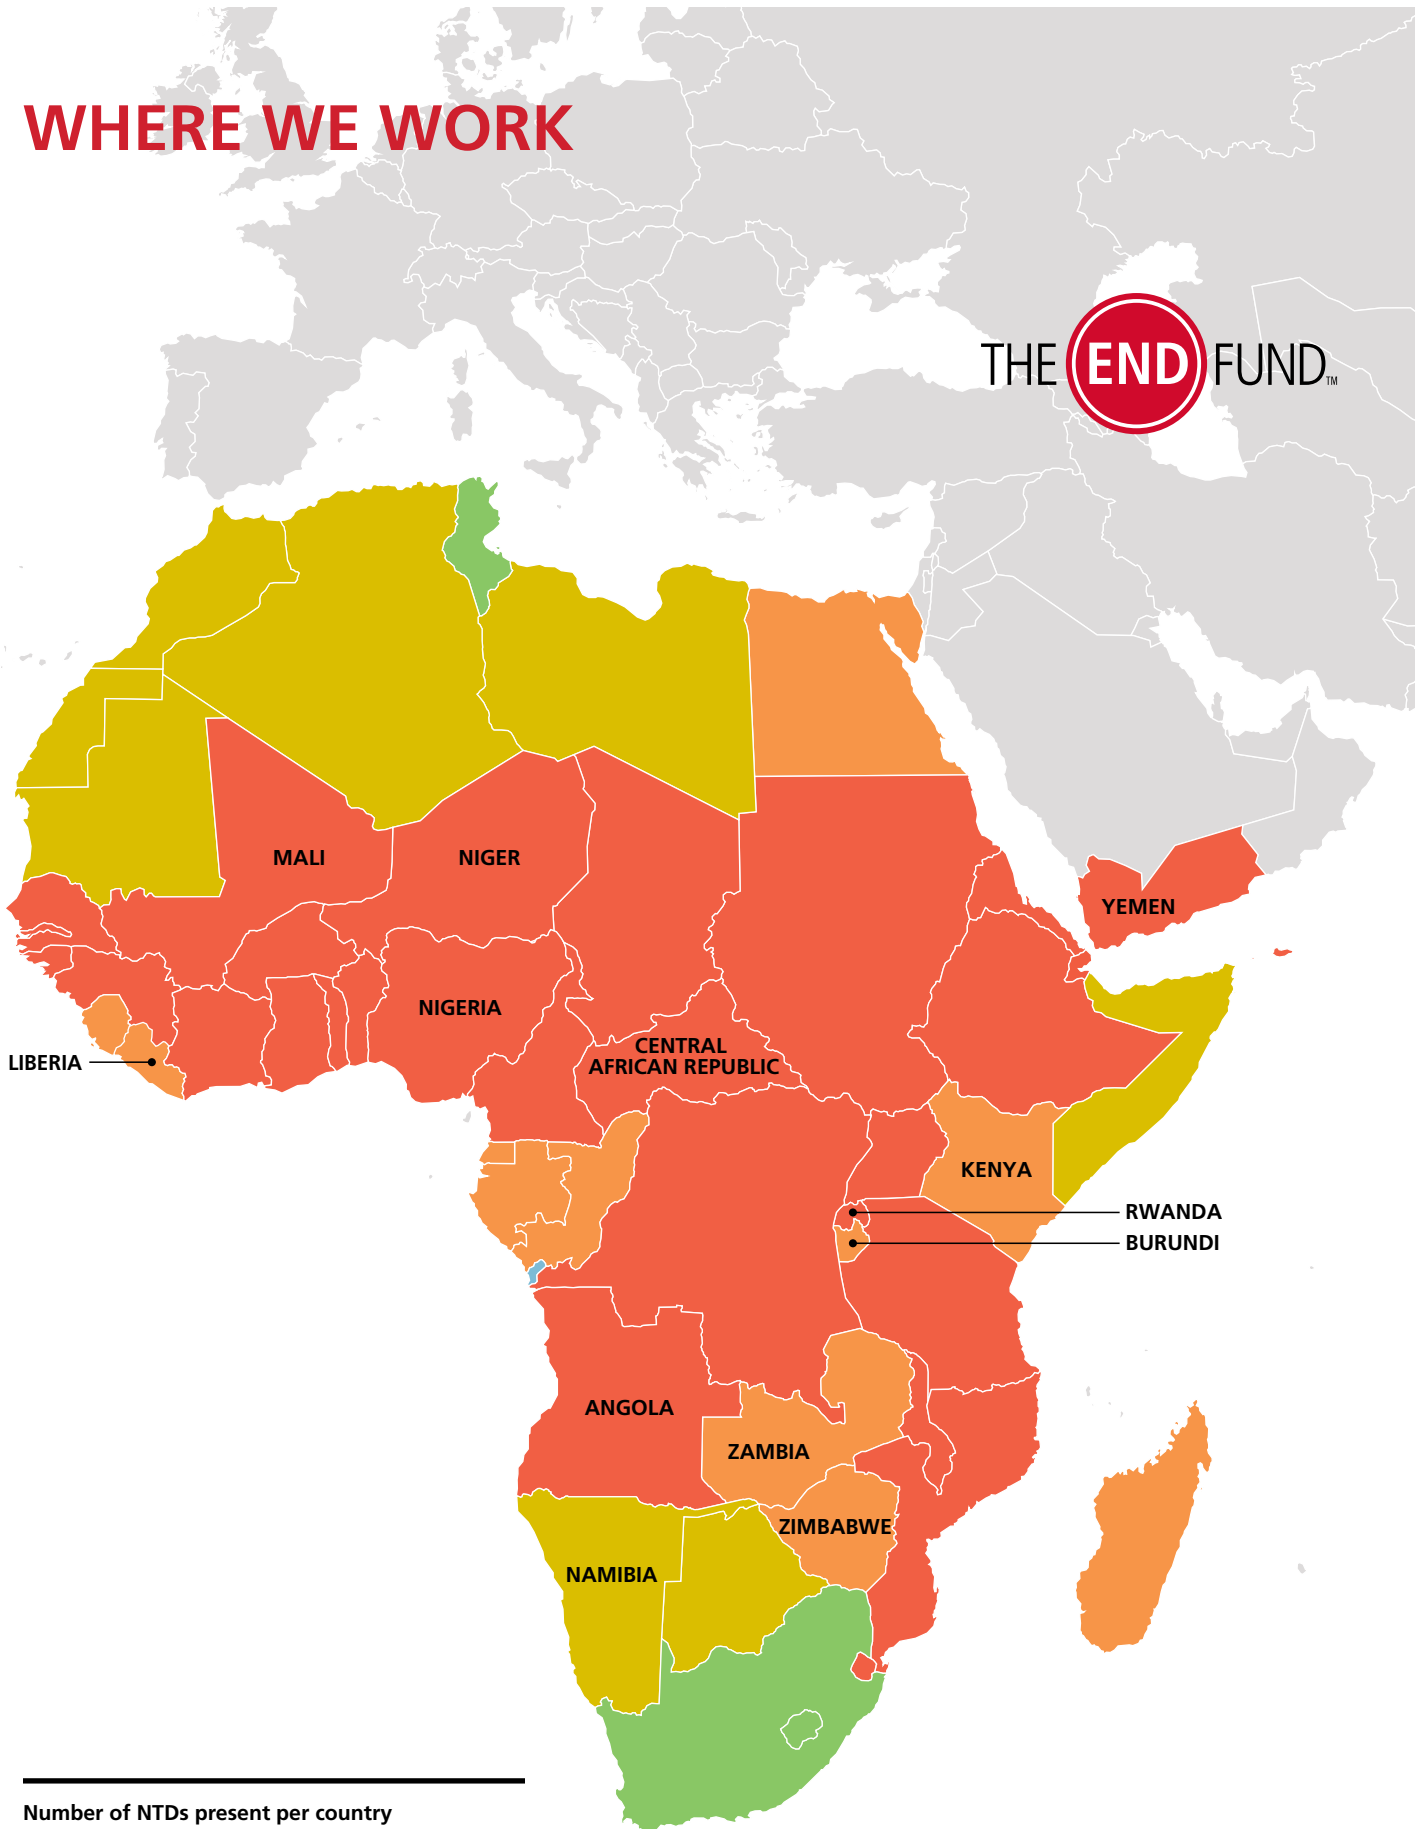 WHERE WE WORK
THE END FUND™
MALI
NIGER
YEMEN
NIGERIA
CENTRAL
AFRICAN REPUBLIC
LIBERIA
KENYA
RWANDA
BURUNDI
ANGOLA
ZAMBIA
ZIMBABWE
NAMIBIA
Number of NTDs present per country